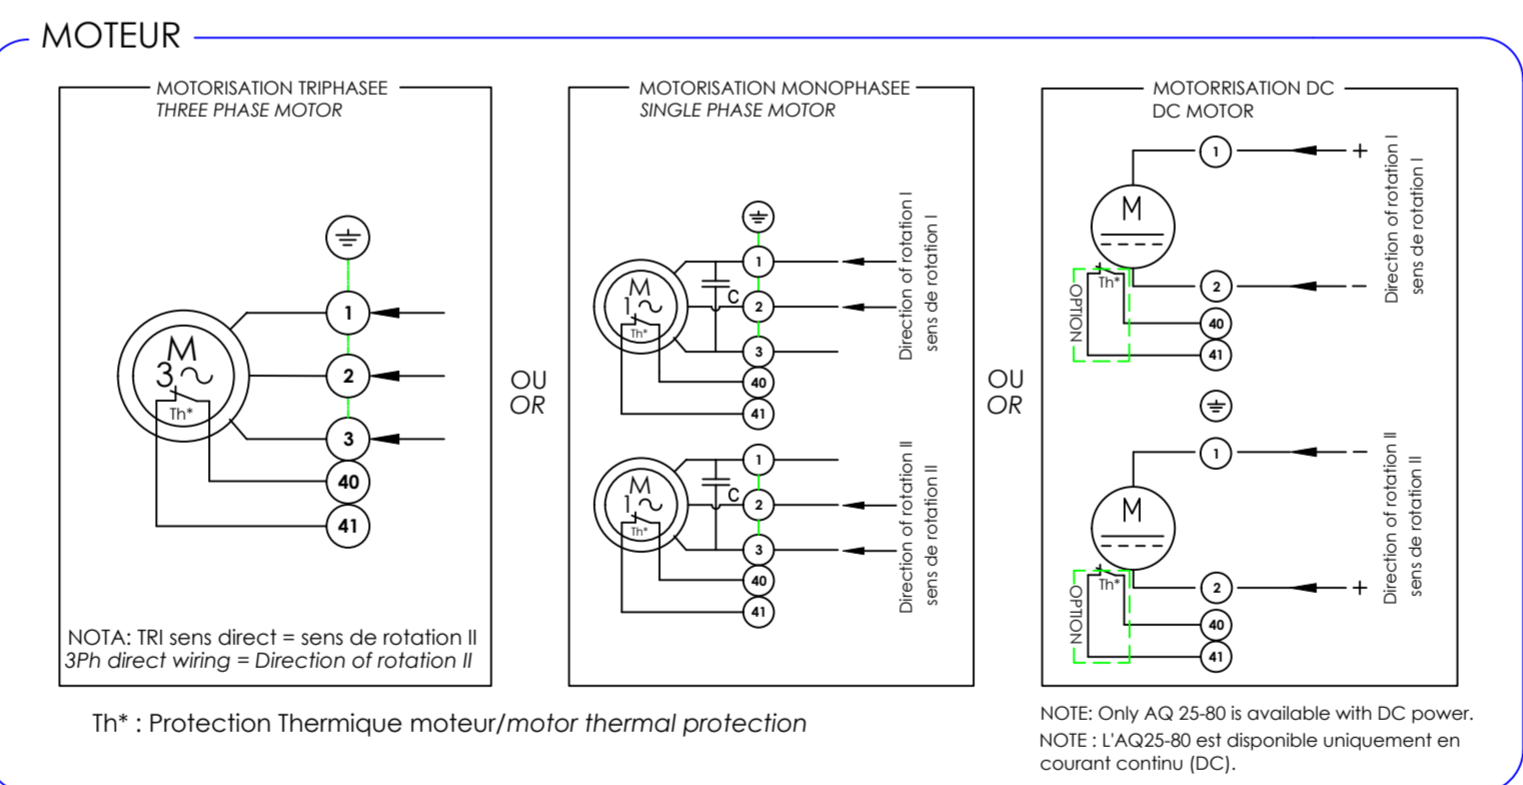 MOTEUR
MOTORISATION TRIPHASEE
THREE PHASE MOTOR
1
2
3
40
41
M
3
Th*
NOTA: TRI sens direct = sens de rotation II
3Ph direct wiring = Direction of rotation II
OU
OR
MOTORISATION MONOPHASEE
SINGLE PHASE MOTOR
M
1
Th*
C
1
2
3
40
41
Direction of rotation I
sens de rotation I
M
1
Th*
C
1
2
3
40
41
Direction of rotation II
sens de rotation II
OU
OR
MOTORRISATION DC
DC MOTOR
1
+
M
Th*
OPTION
2
−
40
41
Direction of rotation I
sens de rotation I
1
−
M
Th*
OPTION
2
+
40
41
Direction of rotation II
sens de rotation II
Th* : Protection Thermique moteur/motor thermal protection
NOTE: Only AQ 25-80 is available with DC power.
NOTE : L'AQ25-80 est disponible uniquement en
courant continu (DC).